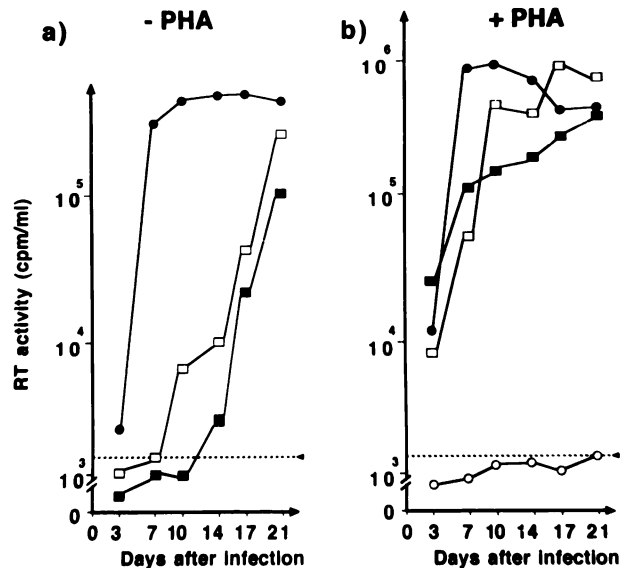 a)
- PHA
b)
+ PHA
RT activity (cpm/ml)
10^5
10^4
10^3
0
0 3 7 10 14 17 21
Days after infection
10^6
10^5
10^4
10^3
0
0 3 7 10 14 17 21
Days after infection